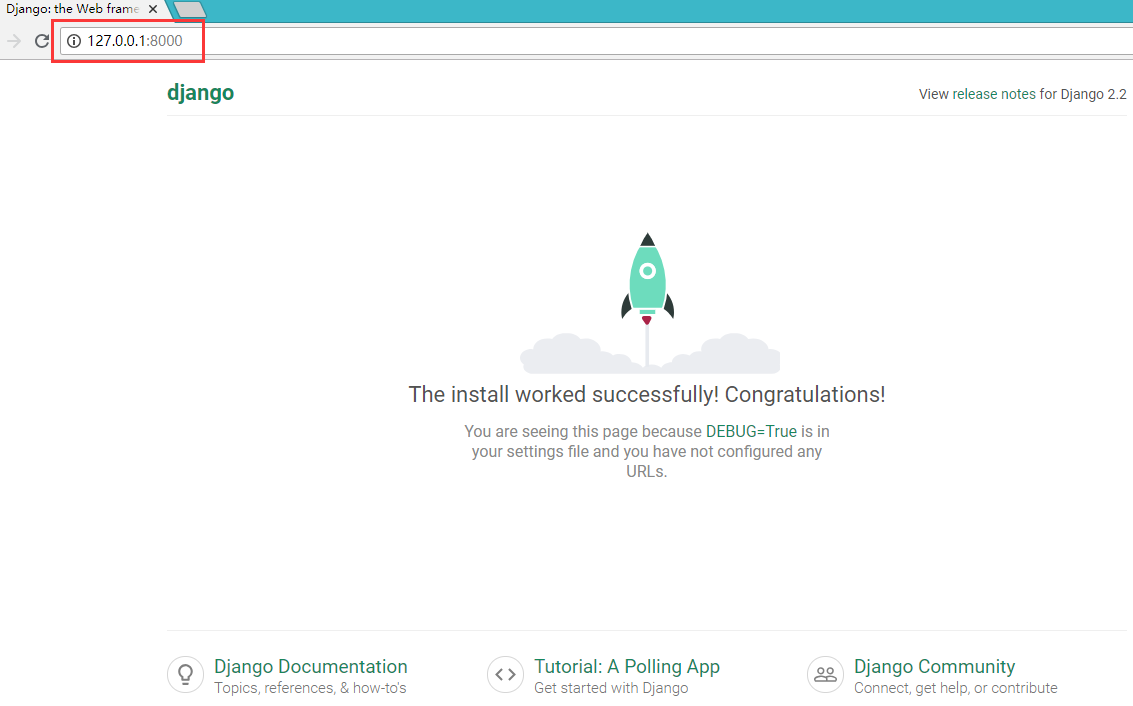 Django: the Web frame
127.0.0.1:8000
django
View release notes for Django 2.2
The install worked successfully! Congratulations!
You are seeing this page because DEBUG=True is in
your settings file and you have not configured any
URLs.
Django Documentation
Topics, references, & how-to's
Tutorial: A Polling App
Get started with Django
Django Community
Connect, get help, or contribute